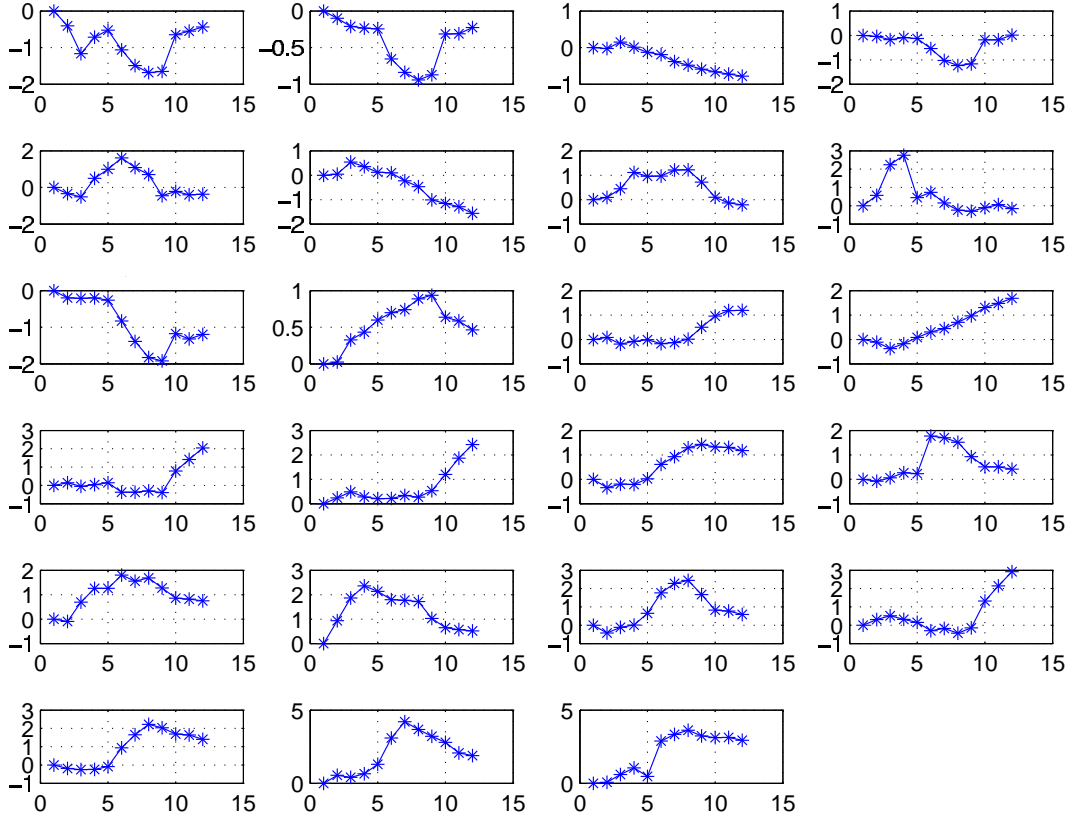 0 0 1 1
−1 −0.5 0 0
−1
−2 −1 −1 −2
0 5 10 15 0 5 10 15 0 5 10 15 0 5 10 15
2 1 2 3
0 0 1 2
−1 0 1
0
−2 −2 −1 −1
0 5 10 15 0 5 10 15 0 5 10 15 0 5 10 15
0 1 2 2
−1 0.5 1 1
0 0
−2 0 −1 −1
0 5 10 15 0 5 10 15 0 5 10 15 0 5 10 15
3 3 2 2
2 2 1 1
1 1 0 0
0
−1 0 −1 −1
0 5 10 15 0 5 10 15 0 5 10 15 0 5 10 15
2 3 3 3
1 2 2 2
0 1 1 1
0 0
−1 0 −1 −1
0 5 10 15 0 5 10 15 0 5 10 15 0 5 10 15
3 5 5
2
1
0
−1 0 0
0 5 10 15 0 5 10 15 0 5 10 15